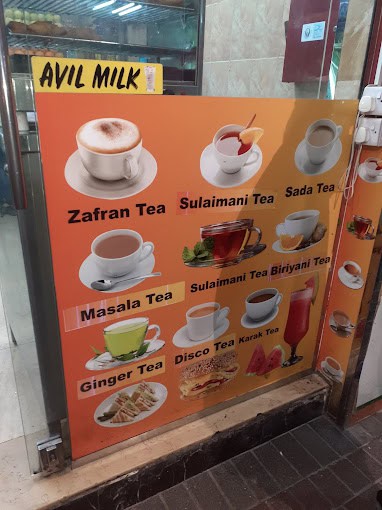 AVIL MILK
Zafran Tea
Sulaimani Tea
Sada Tea
Masala Tea
Sulaimani Tea
Biriyani Tea
Ginger Tea
Disco Tea
Karak Tea